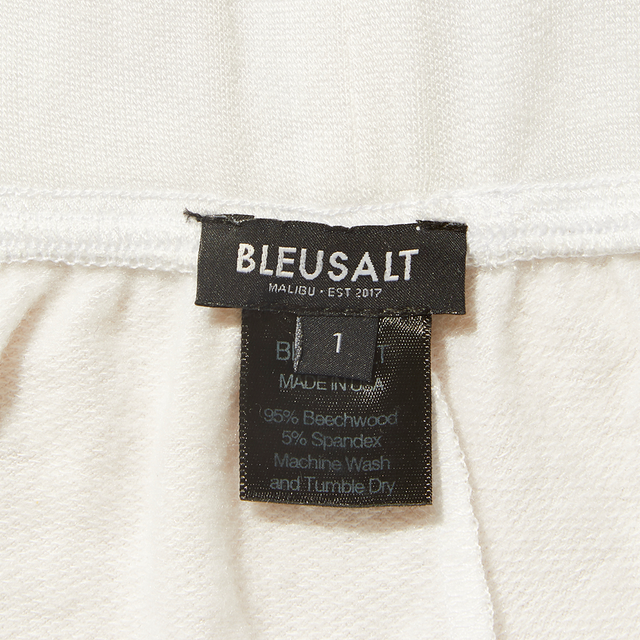 BLEUSALT
MALIBU · EST 2017
1
MADE IN USA
95% Beechwood
5% Spandex
Machine Wash
and Tumble Dry